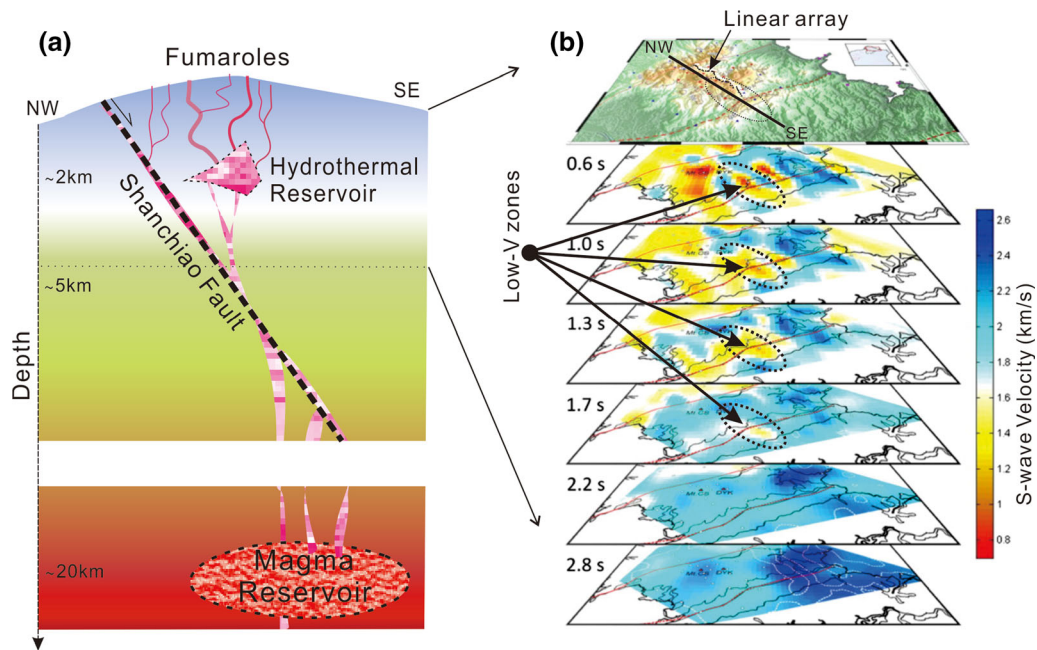 (a)
Fumaroles
NW
SE
~2km
Hydrothermal
Reservoir
Shanchiao Fault
~5km
Depth
~20km
Magma
Reservoir
(b)
Linear array
NW
SE
Low-V zones
0.6 s
1.0 s
1.3 s
1.7 s
2.2 s
2.8 s
2.6
2.4
2.2
2
1.8
1.6
1.4
1.2
1
0.8
S-wave Velocity (km/s)